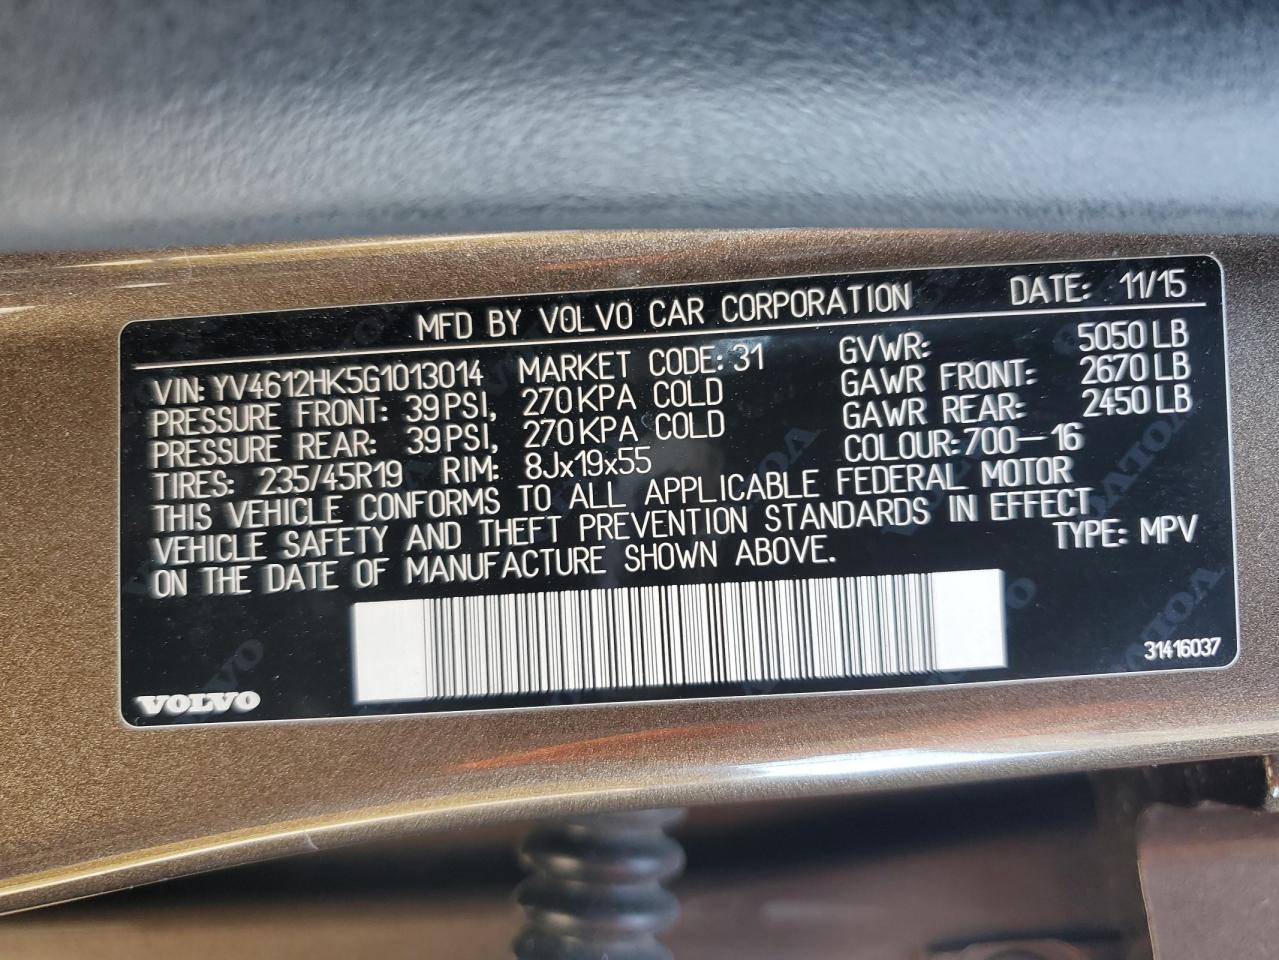 MFD BY VOLVO CAR CORPORATION DATE: 11/15
VIN: YV4612HK5G1013014 MARKET CODE: 31 GVWR: 5050 LB
PRESSURE FRONT: 39 PSI, 270 KPA COLD GAWR FRONT: 2670 LB
PRESSURE REAR: 39 PSI, 270 KPA COLD GAWR REAR: 2450 LB
TIRES: 235/45R19 RIM: 8Jx19x55 COLOUR: 700-16
THIS VEHICLE CONFORMS TO ALL APPLICABLE FEDERAL MOTOR
VEHICLE SAFETY AND THEFT PREVENTION STANDARDS IN EFFECT
ON THE DATE OF MANUFACTURE SHOWN ABOVE. TYPE: MPV
31416037
VOLVO